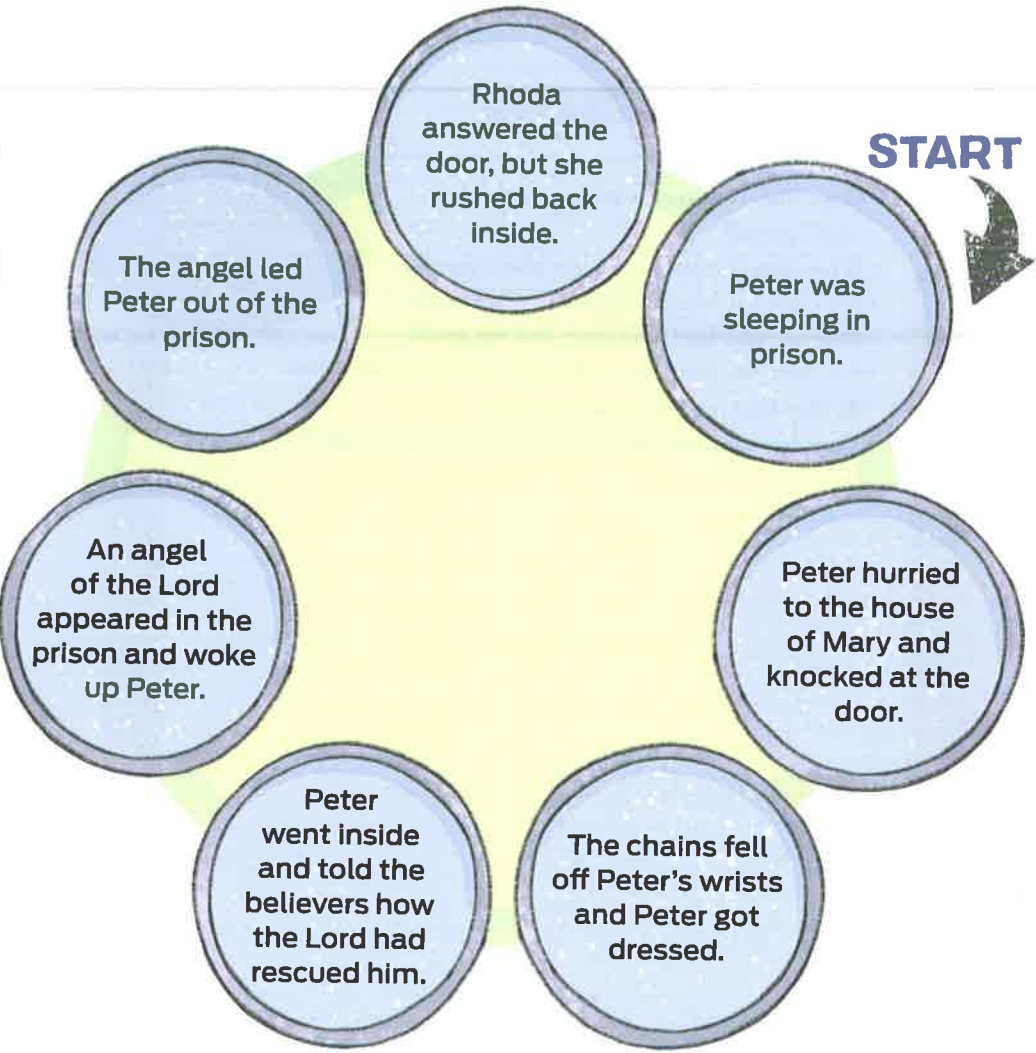 START
Peter was
sleeping in
prison.
Peter hurried
to the house
of Mary and
knocked at the
door.
The chains fell
off Peter's wrists
and Peter got
dressed.
Peter
went inside
and told the
believers how
the Lord had
rescued him.
An angel
of the Lord
appeared in the
prison and woke
up Peter.
The angel led
Peter out of the
prison.
Rhoda
answered the
door, but she
rushed back
inside.